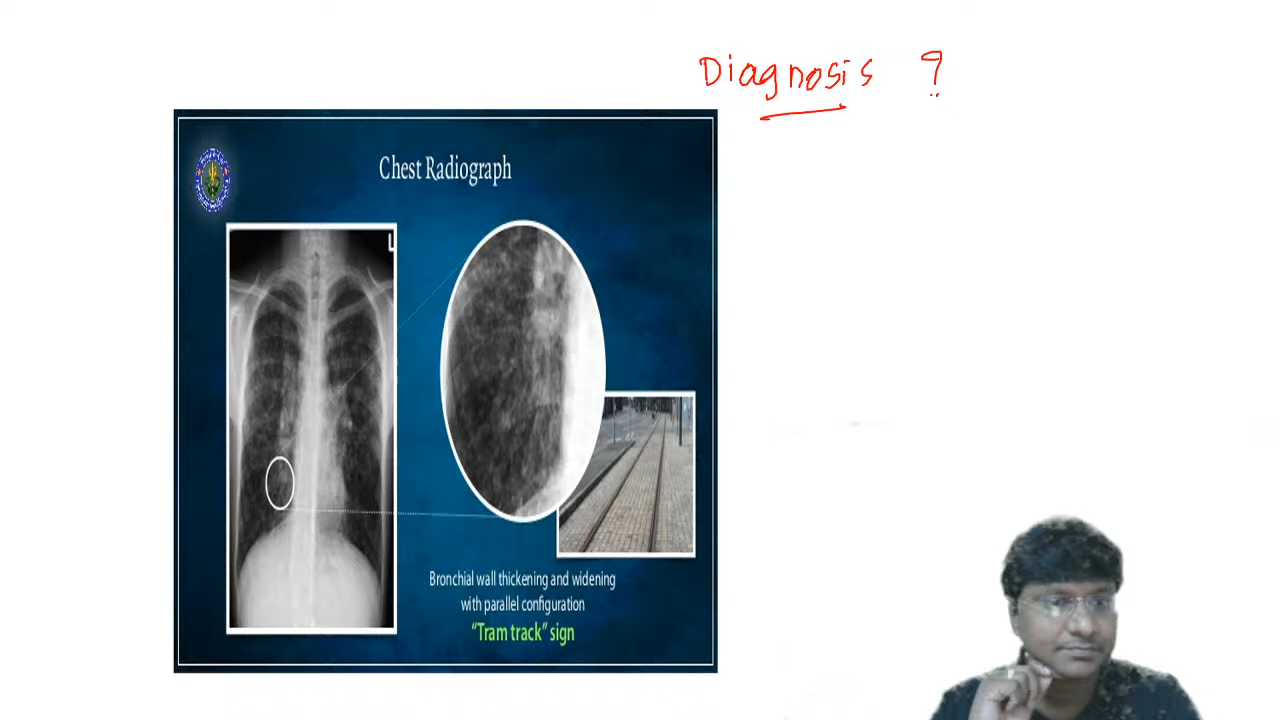 Diagnosis ?
Chest Radiograph
L
Bronchial wall thickening and widening
with parallel configuration
"Tram track" sign